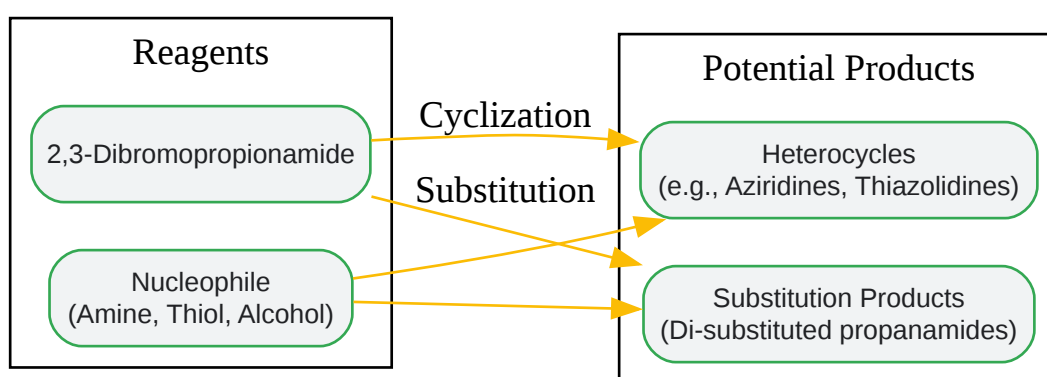 Reagents
2,3-Dibromopropionamide
Nucleophile
(Amine, Thiol, Alcohol)
Cyclization
Substitution
Potential Products
Heterocycles
(e.g., Aziridines, Thiazolidines)
Substitution Products
(Di-substituted propanamides)